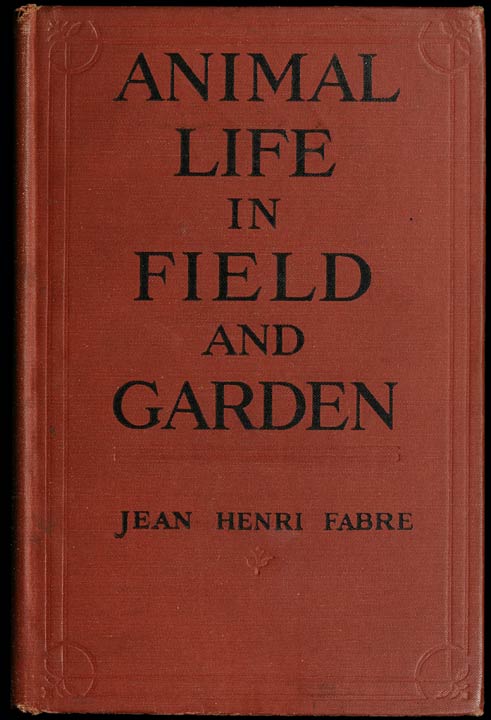 ANIMAL
LIFE
IN
FIELD
AND
GARDEN
JEAN HENRI FABRE